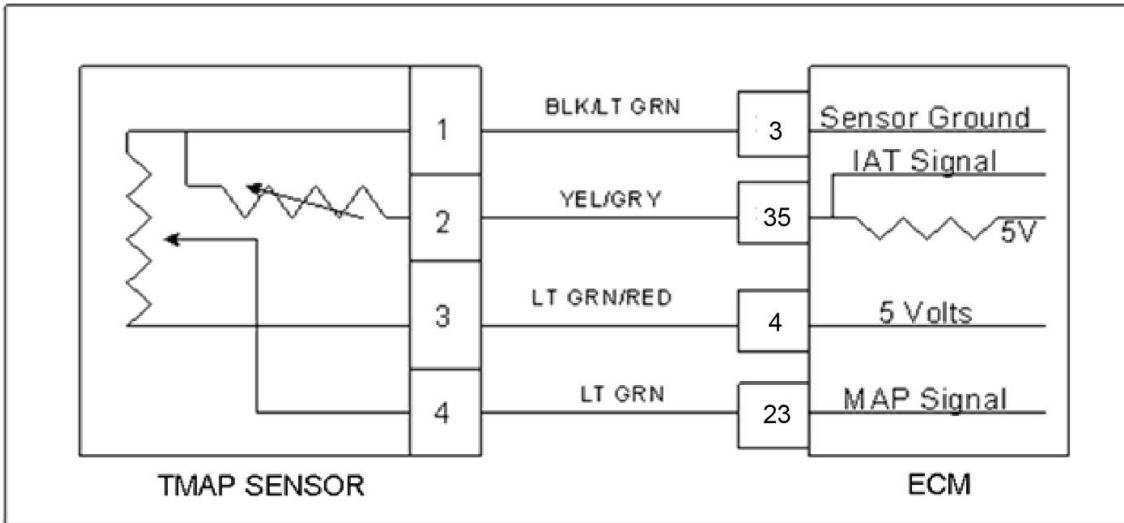 1 BLK/LT GRN 3 Sensor Ground
IAT Signal
2 YEL/GRY 35 5V
3 LT GRN/RED 4 5 Volts
4 LT GRN 23 MAP Signal
TMAP SENSOR ECM